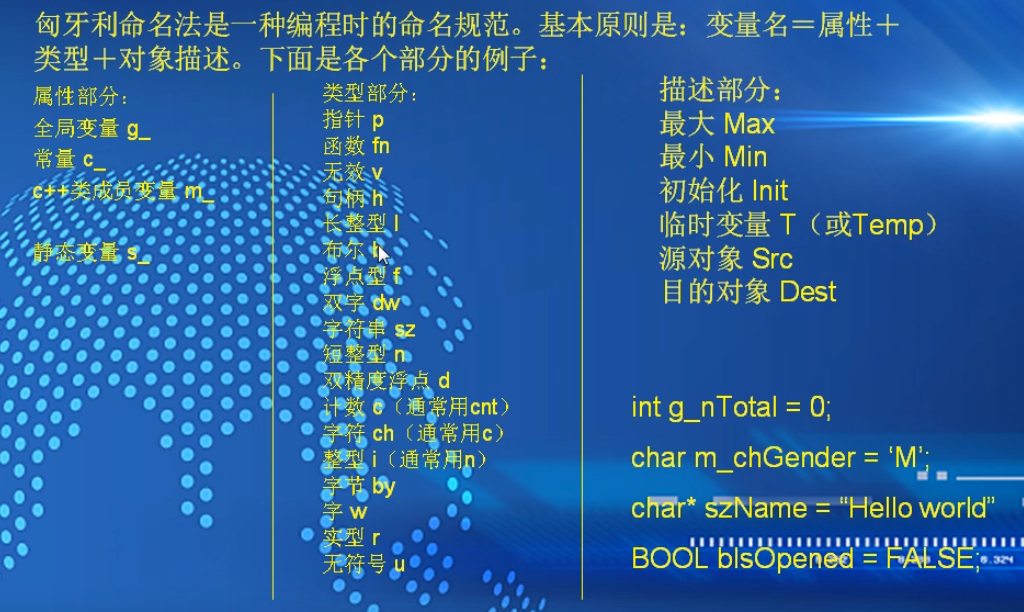 匈牙利命名法是一种编程时的命名规范。基本原则是：变量名＝属性＋
类型＋对象描述。下面是各个部分的例子：
属性部分：
全局变量 g_
常量 c_
c++类成员变量 m_
静态变量 s_
类型部分：
指针 p
函数 fn
无效 v
句柄 h
长整型 l
布尔 b
浮点型 f
双字 dw
字符串 sz
短整型 n
双精度浮点 d
计数 c（通常用cnt）
字符 ch（通常用c）
整型 i（通常用n）
字节 by
字 w
实型 r
无符号 u
描述部分：
最大 Max
最小 Min
初始化 Init
临时变量 T（或Temp）
源对象 Src
目的对象 Dest
int g_nTotal = 0;
char m_chGender = ‘M’;
char* szName = “Hello world”
BOOL bIsOpened = FALSE;
0.324